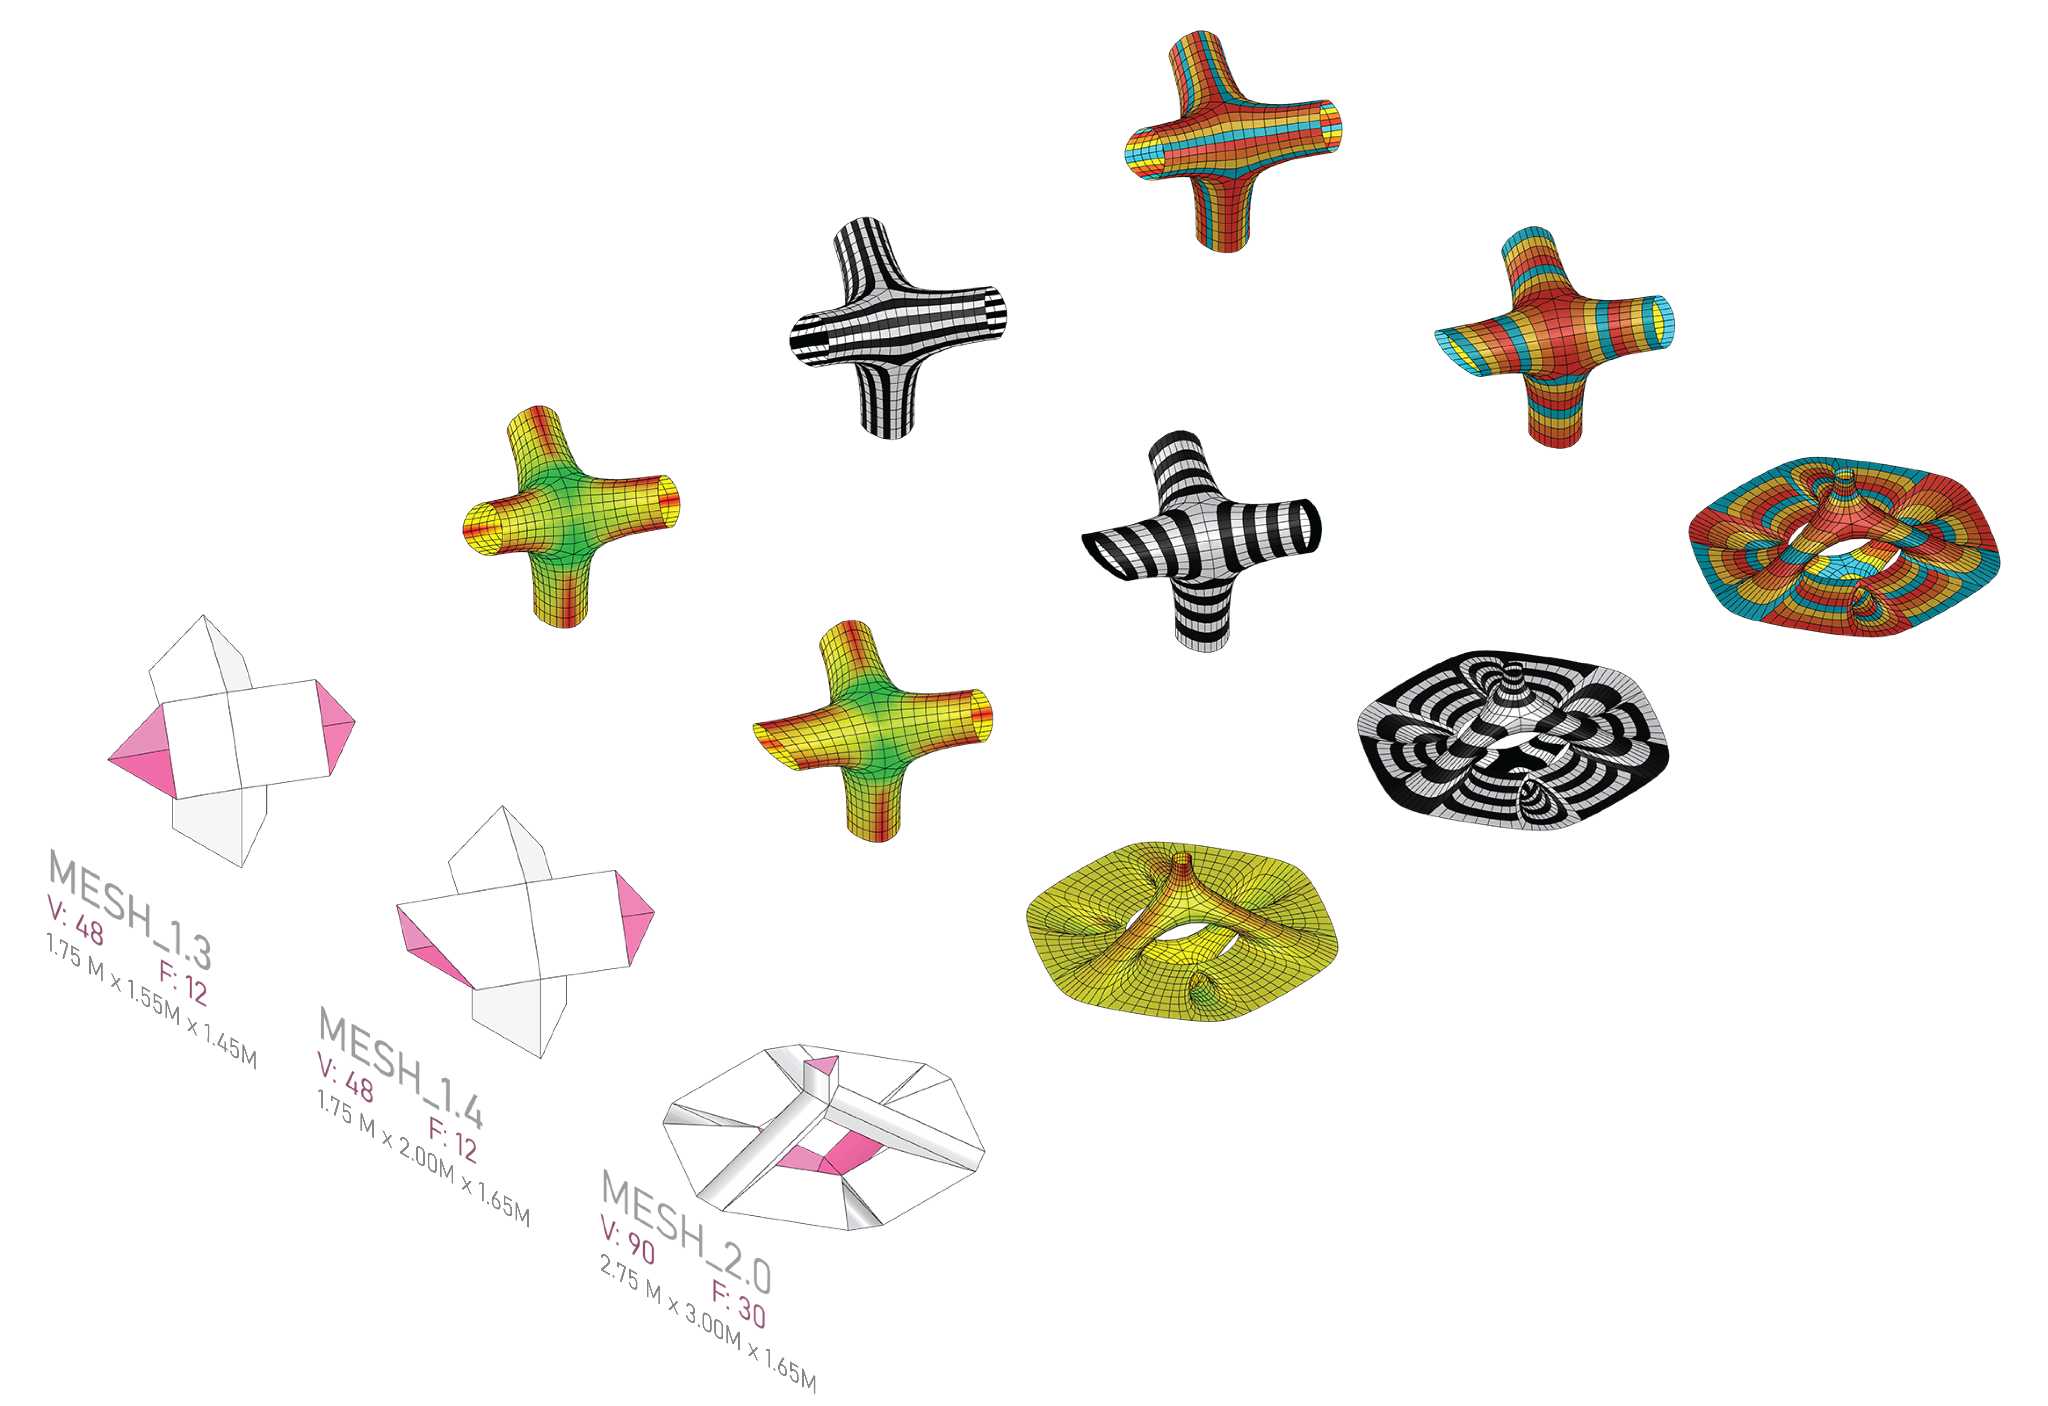 MESH_1.3
V: 48 F: 12
1.75 M x 1.55M x 1.45M
MESH_1.4
V: 48 F: 12
1.75 M x 2.00M x 1.65M
MESH_2.0
V: 90 F: 30
2.75 M x 3.00M x 1.65M